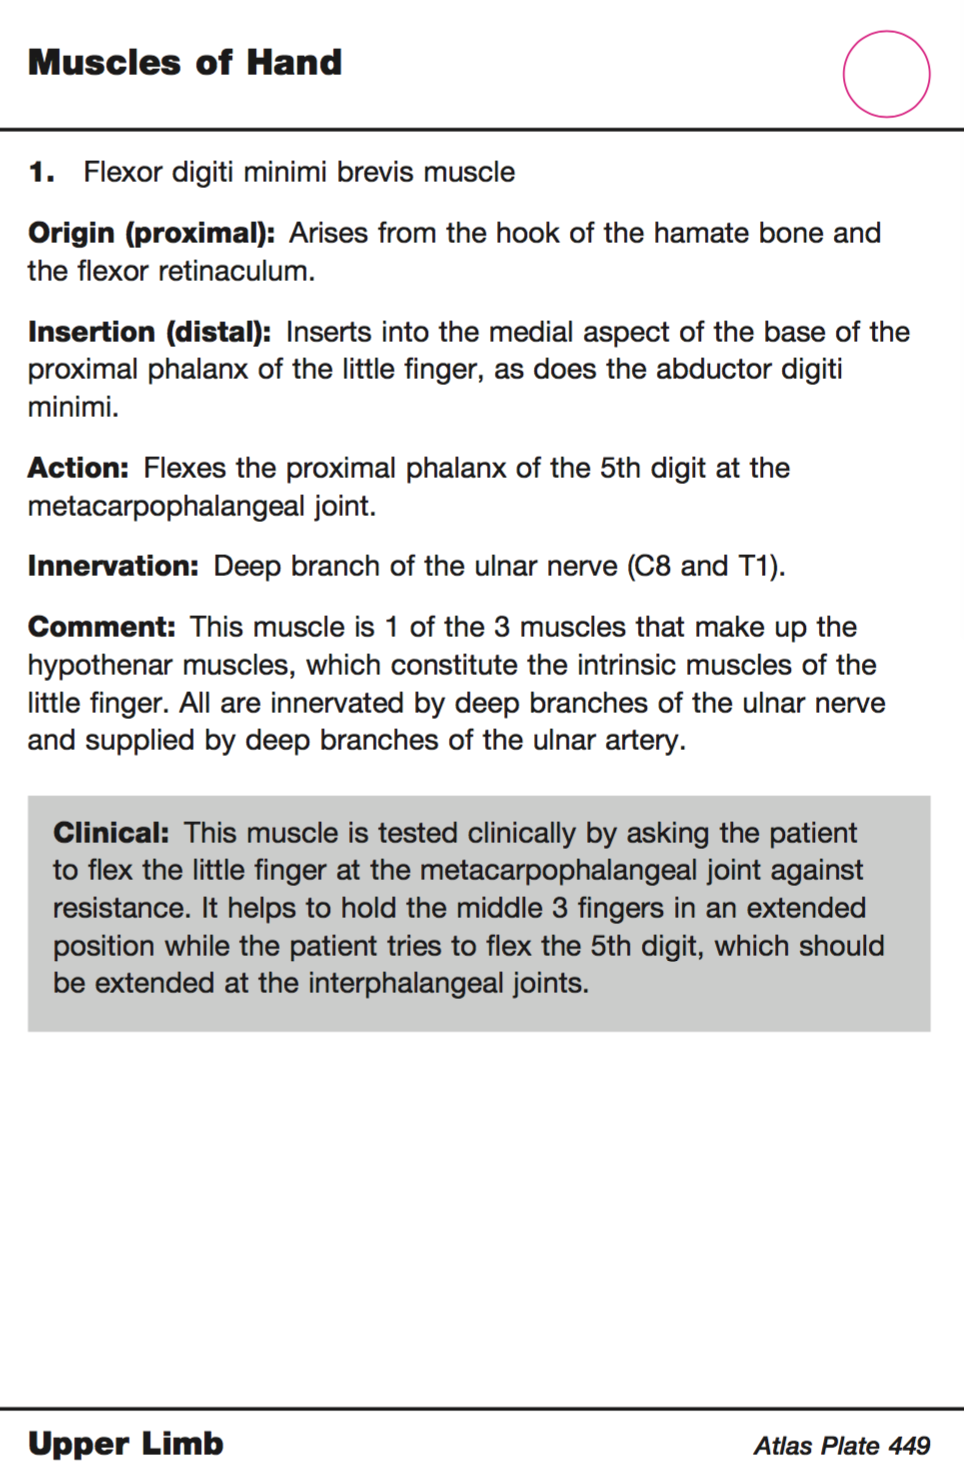 Muscles of Hand
1. Flexor digiti minimi brevis muscle
Origin (proximal): Arises from the hook of the hamate bone and
the flexor retinaculum.
Insertion (distal): Inserts into the medial aspect of the base of the
proximal phalanx of the little finger, as does the abductor digiti
minimi.
Action: Flexes the proximal phalanx of the 5th digit at the
metacarpophalangeal joint.
Innervation: Deep branch of the ulnar nerve (C8 and T1).
Comment: This muscle is 1 of the 3 muscles that make up the
hypothenar muscles, which constitute the intrinsic muscles of the
little finger. All are innervated by deep branches of the ulnar nerve
and supplied by deep branches of the ulnar artery.
Clinical: This muscle is tested clinically by asking the patient
to flex the little finger at the metacarpophalangeal joint against
resistance. It helps to hold the middle 3 fingers in an extended
position while the patient tries to flex the 5th digit, which should
be extended at the interphalangeal joints.
Upper Limb
Atlas Plate 449